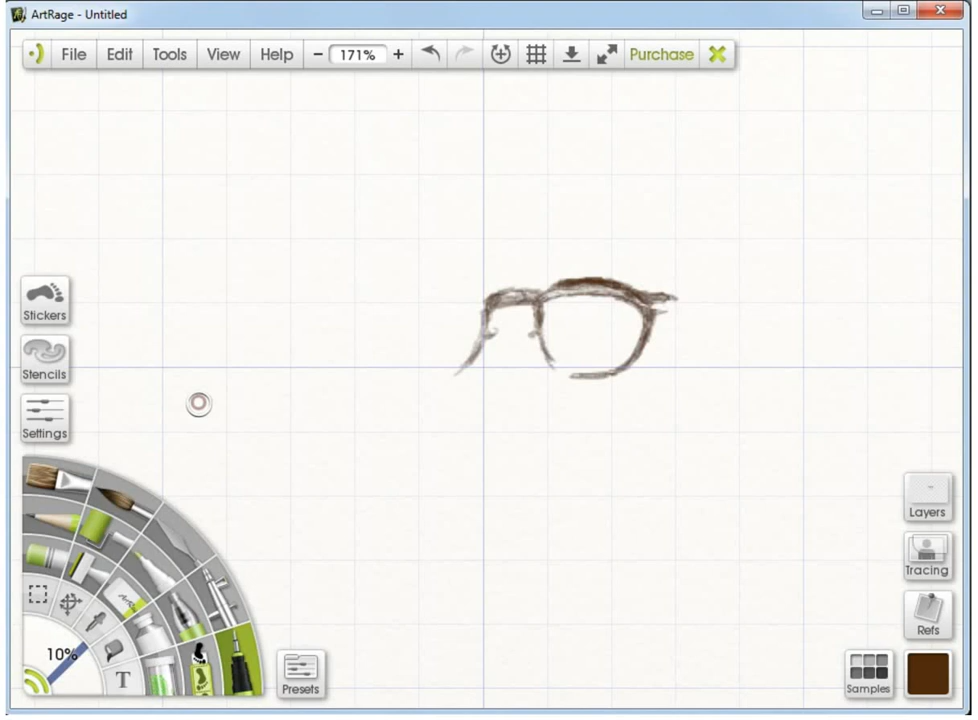 ArtRage - Untitled
File Edit Tools View Help − 171% + Purchase
Stickers
Stencils
Settings
Layers
Tracing
Refs
10%
T
Presets
Samples